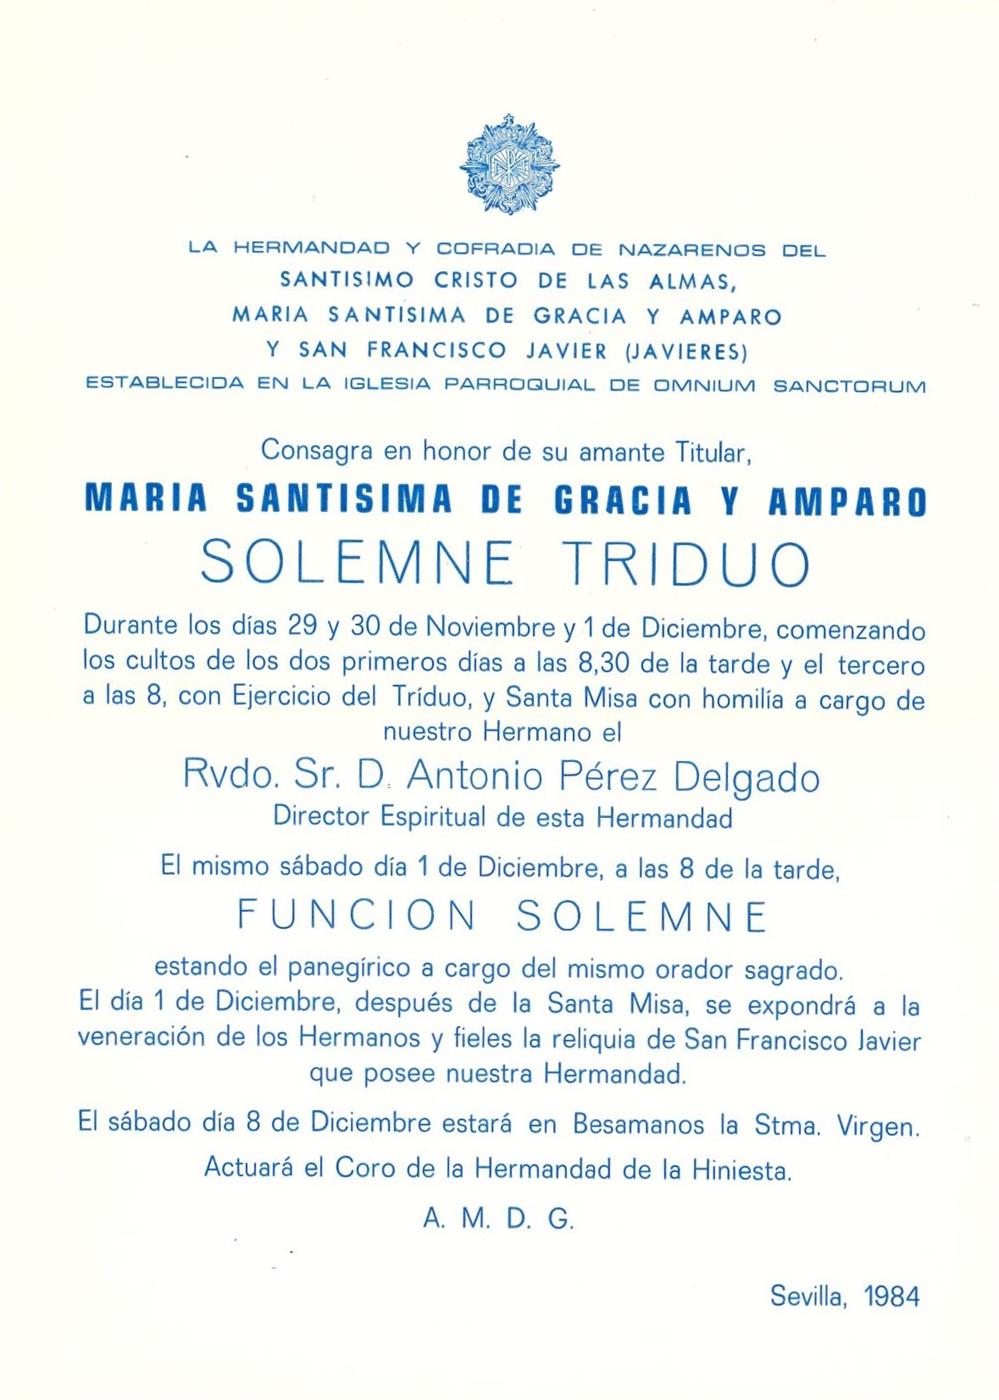 LA HERMANDAD Y COFRADIA DE NAZARENOS DEL
SANTISIMO CRISTO DE LAS ALMAS,
MARIA SANTISIMA DE GRACIA Y AMPARO
Y SAN FRANCISCO JAVIER (JAVIERES)
ESTABLECIDA EN LA IGLESIA PARROQUIAL DE OMNIUM SANCTORUM
Consagra en honor de su amante Titular,
MARIA SANTISIMA DE GRACIA Y AMPARO
SOLEMNE TRIDUO
Durante los días 29 y 30 de Noviembre y 1 de Diciembre, comenzando
los cultos de los dos primeros días a las 8,30 de la tarde y el tercero
a las 8, con Ejercicio del Tríduo, y Santa Misa con homilía a cargo de
nuestro Hermano el
Rvdo. Sr. D. Antonio Pérez Delgado
Director Espiritual de esta Hermandad
El mismo sábado día 1 de Diciembre, a las 8 de la tarde,
FUNCION SOLEMNE
estando el panegírico a cargo del mismo orador sagrado.
El día 1 de Diciembre, después de la Santa Misa, se expondrá a la
veneración de los Hermanos y fieles la reliquia de San Francisco Javier
que posee nuestra Hermandad.
El sábado día 8 de Diciembre estará en Besamanos la Stma. Virgen.
Actuará el Coro de la Hermandad de la Hiniesta.
A. M. D. G.
Sevilla, 1984